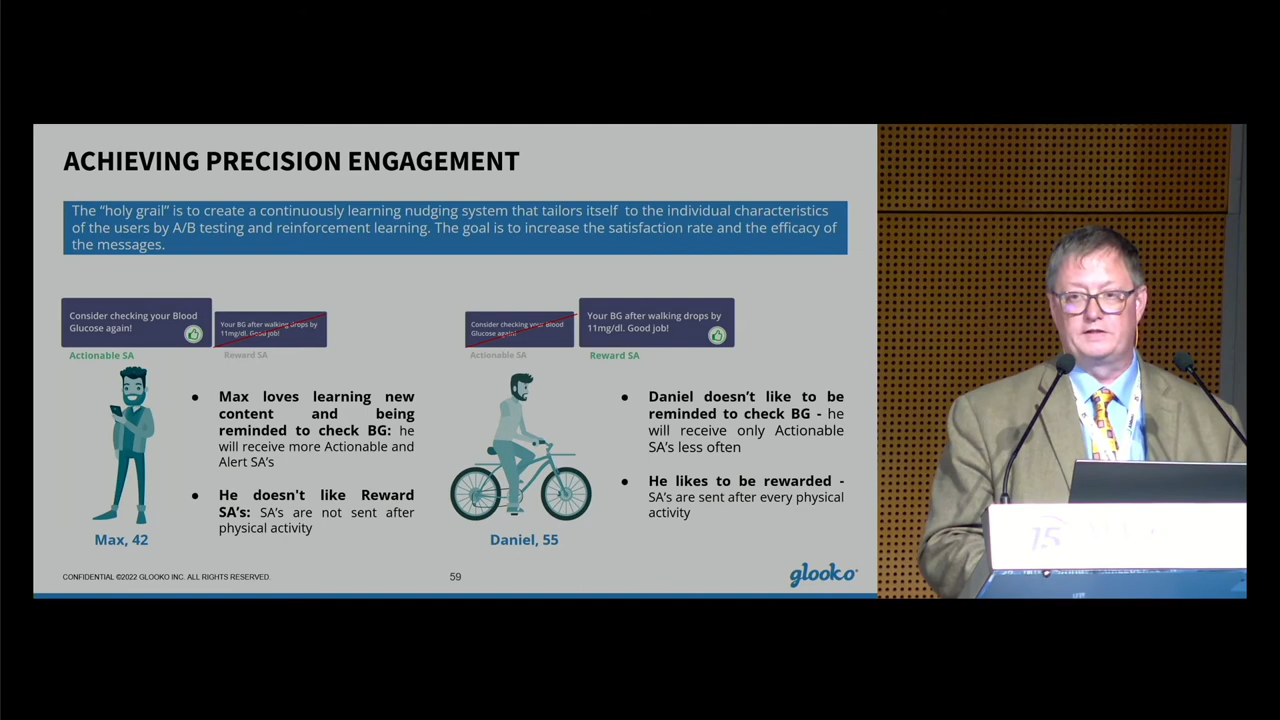 ACHIEVING PRECISION ENGAGEMENT
The “holy grail” is to create a continuously learning nudging system that tailors itself to the individual characteristics
of the users by A/B testing and reinforcement learning. The goal is to increase the satisfaction rate and the efficacy of
the messages.
Consider checking your Blood
Glucose again!
Your BG after walking drops by
11mg/dl. Good job!
Actionable SA
Reward SA
Consider checking your Blood
Glucose again!
Your BG after walking drops by
11mg/dl. Good job!
Actionable SA
Reward SA
● Max loves learning new
content and being
reminded to check BG: he
will receive more Actionable and
Alert SA’s
● He doesn't like Reward
SA’s: SA’s are not sent after
physical activity
Max, 42
● Daniel doesn’t like to be
reminded to check BG - he
will receive only Actionable
SA’s less often
● He likes to be rewarded -
SA’s are sent after every physical
activity
Daniel, 55
CONFIDENTIAL ©2022 GLOOKO INC. ALL RIGHTS RESERVED.
59
glooko
15